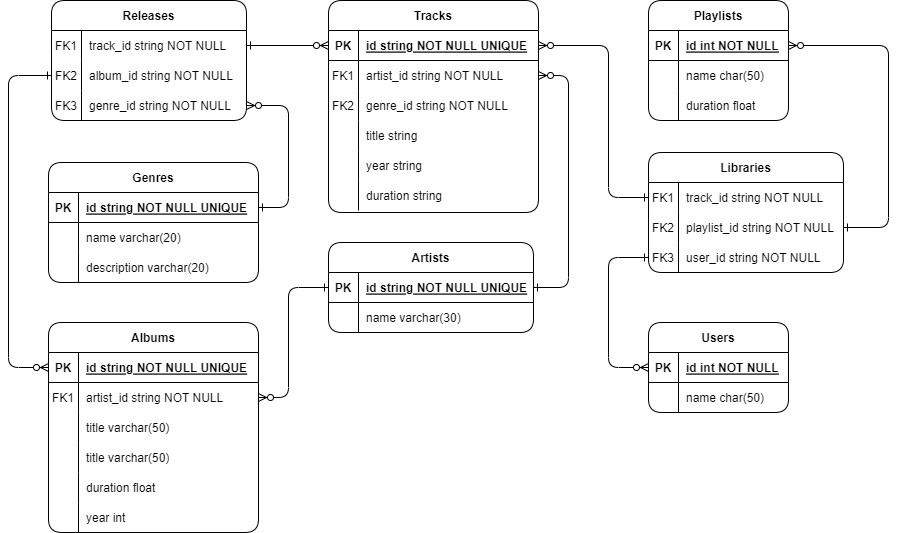 Releases
FK1 track_id string NOT NULL
FK2 album_id string NOT NULL
FK3 genre_id string NOT NULL
Tracks
PK id string NOT NULL UNIQUE
FK1 artist_id string NOT NULL
FK2 genre_id string NOT NULL
title string
year string
duration string
Playlists
PK id int NOT NULL
name char(50)
duration float
Genres
PK id string NOT NULL UNIQUE
name varchar(20)
description varchar(20)
Libraries
FK1 track_id string NOT NULL
FK2 playlist_id string NOT NULL
FK3 user_id string NOT NULL
Artists
PK id string NOT NULL UNIQUE
name varchar(30)
Albums
PK id string NOT NULL UNIQUE
FK1 artist_id string NOT NULL
title varchar(50)
title varchar(50)
duration float
year int
Users
PK id int NOT NULL
name char(50)